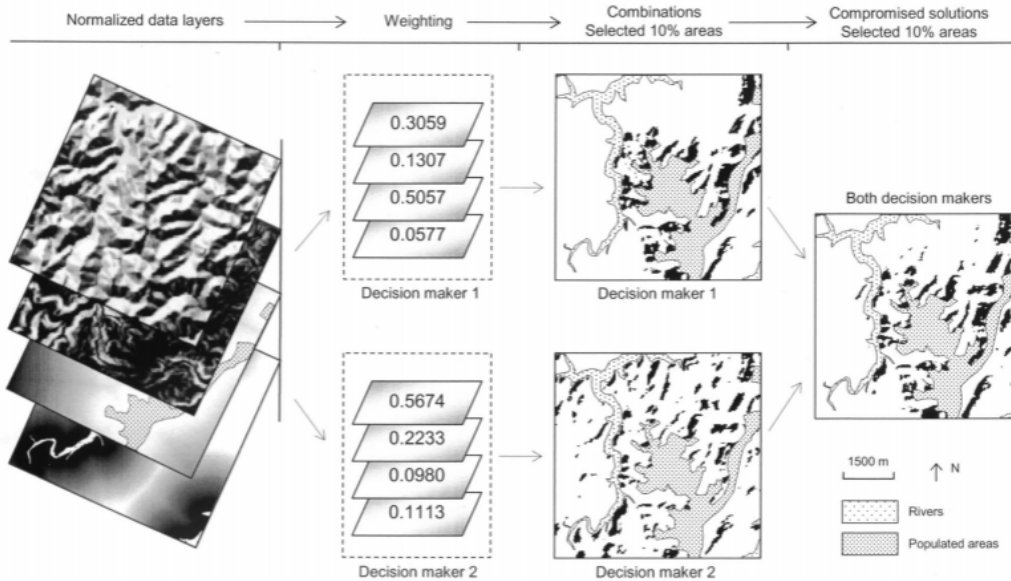 Normalized data layers
Weighting
Combinations
Selected 10% areas
Compromised solutions
Selected 10% areas
0.3059
0.1307
0.5057
0.0577
Decision maker 1
Decision maker 1
0.5674
0.2233
0.0980
0.1113
Decision maker 2
Decision maker 2
Both decision makers
1500 m
N
Rivers
Populated areas